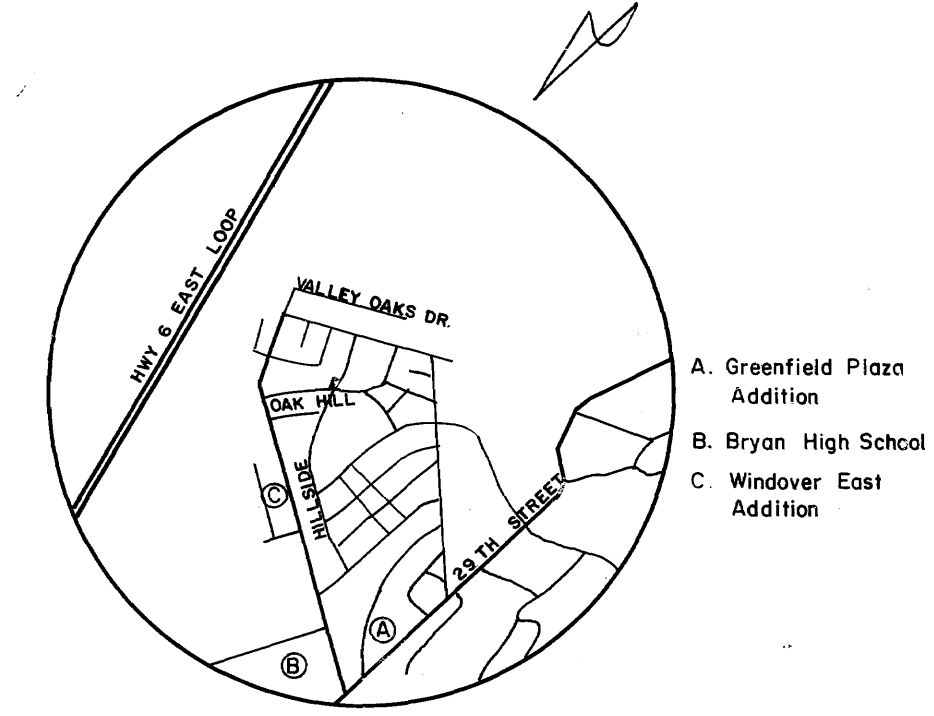 HWY 6 EAST LOOP
VALLEY OAKS DR.
OAK HILL
HILLSIDE
C
29TH STREET
A
B
A. Greenfield Plaza
Addition
B. Bryan High School
C. Windover East
Addition